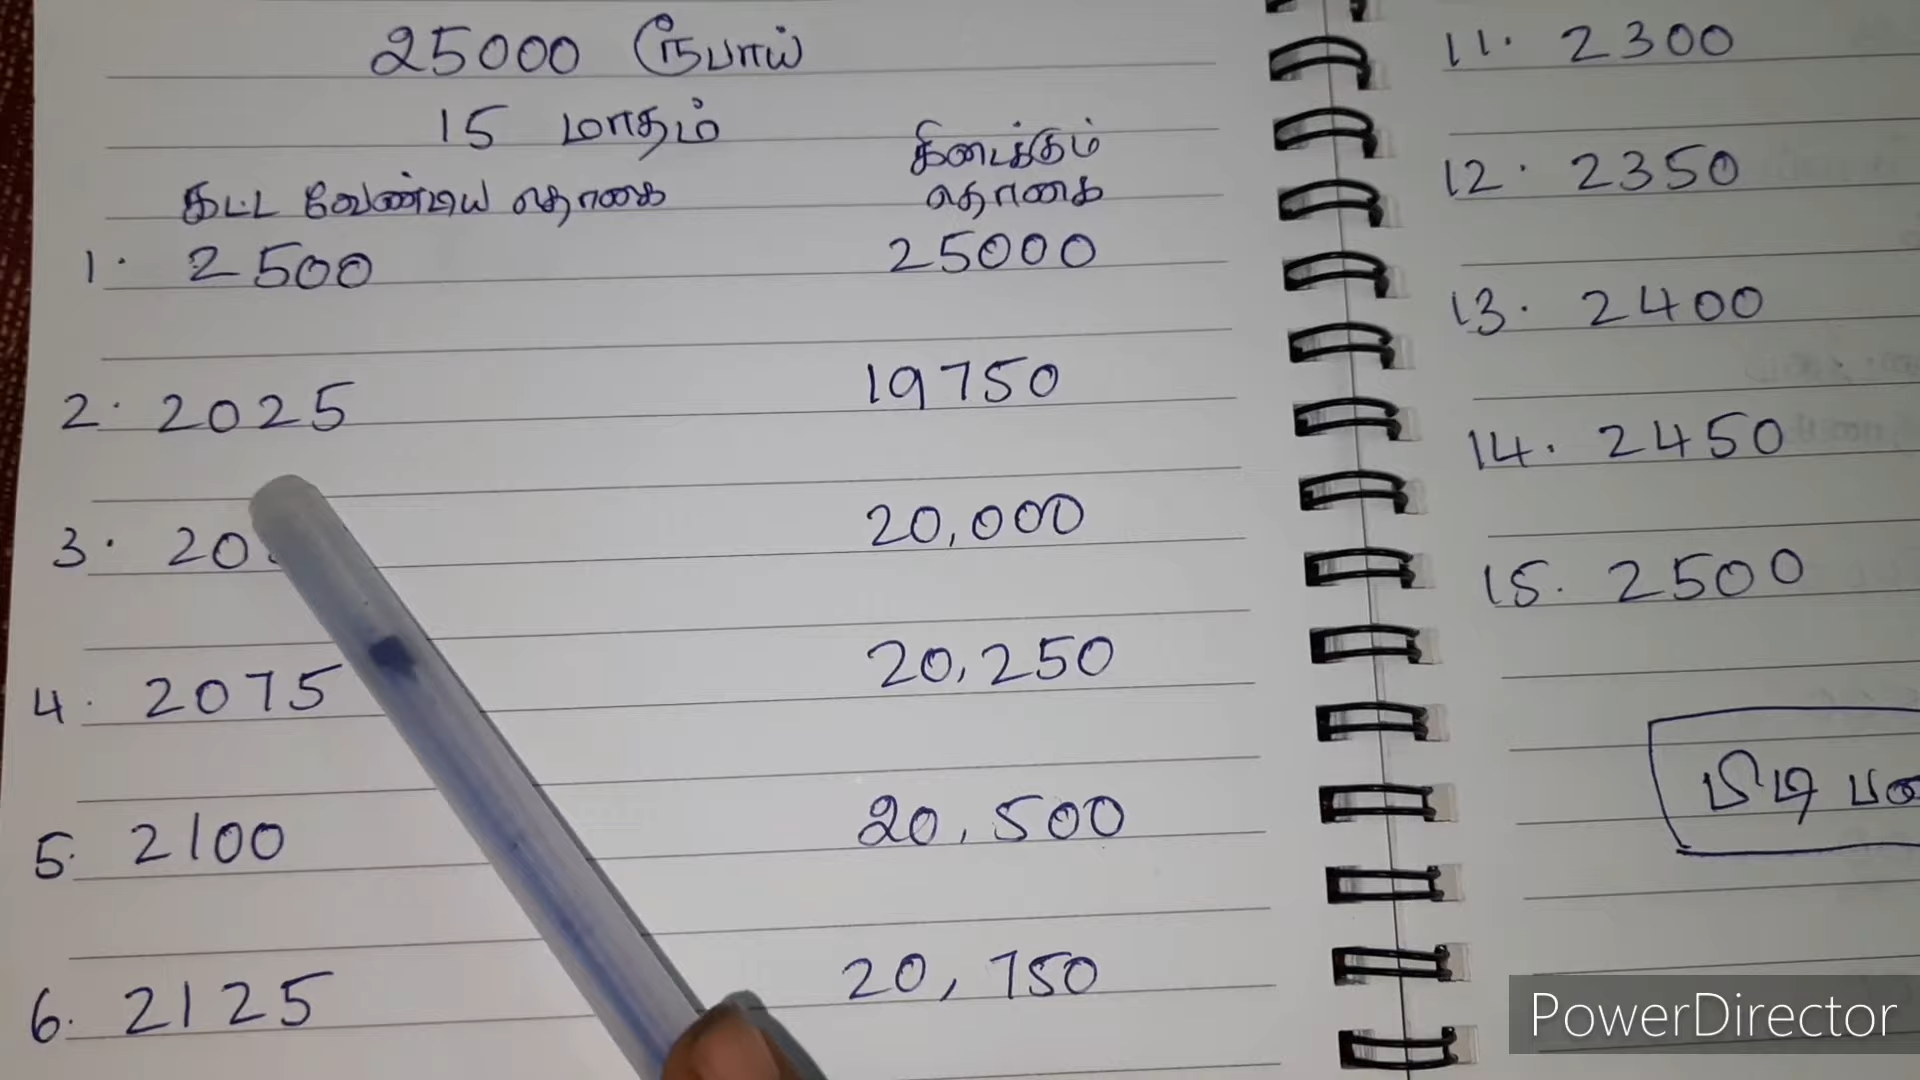 25000 ரூபாய்
15 மாதம்
கட்ட வேண்டிய தொகை
கிடைக்கும்
தொகை
1. 2500 25000
2. 2025 19750
3. 20,000
4. 2075 20,250
5. 2100 20,500
6. 2125 20,750
11. 2300
12. 2350
13. 2400
14. 2450
15. 2500
PowerDirector